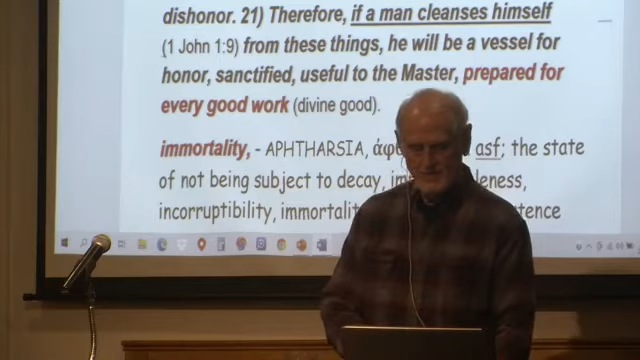 dishonor. 21) Therefore, if a man cleanses himself
(1 John 1:9) from these things, he will be a vessel for
honor, sanctified, useful to the Master, prepared for
every good work (divine good).
immortality, - APHTHARSIA, ἀφθ asf; the state
of not being subject to decay, leness,
incorruptibility, immortalit tence